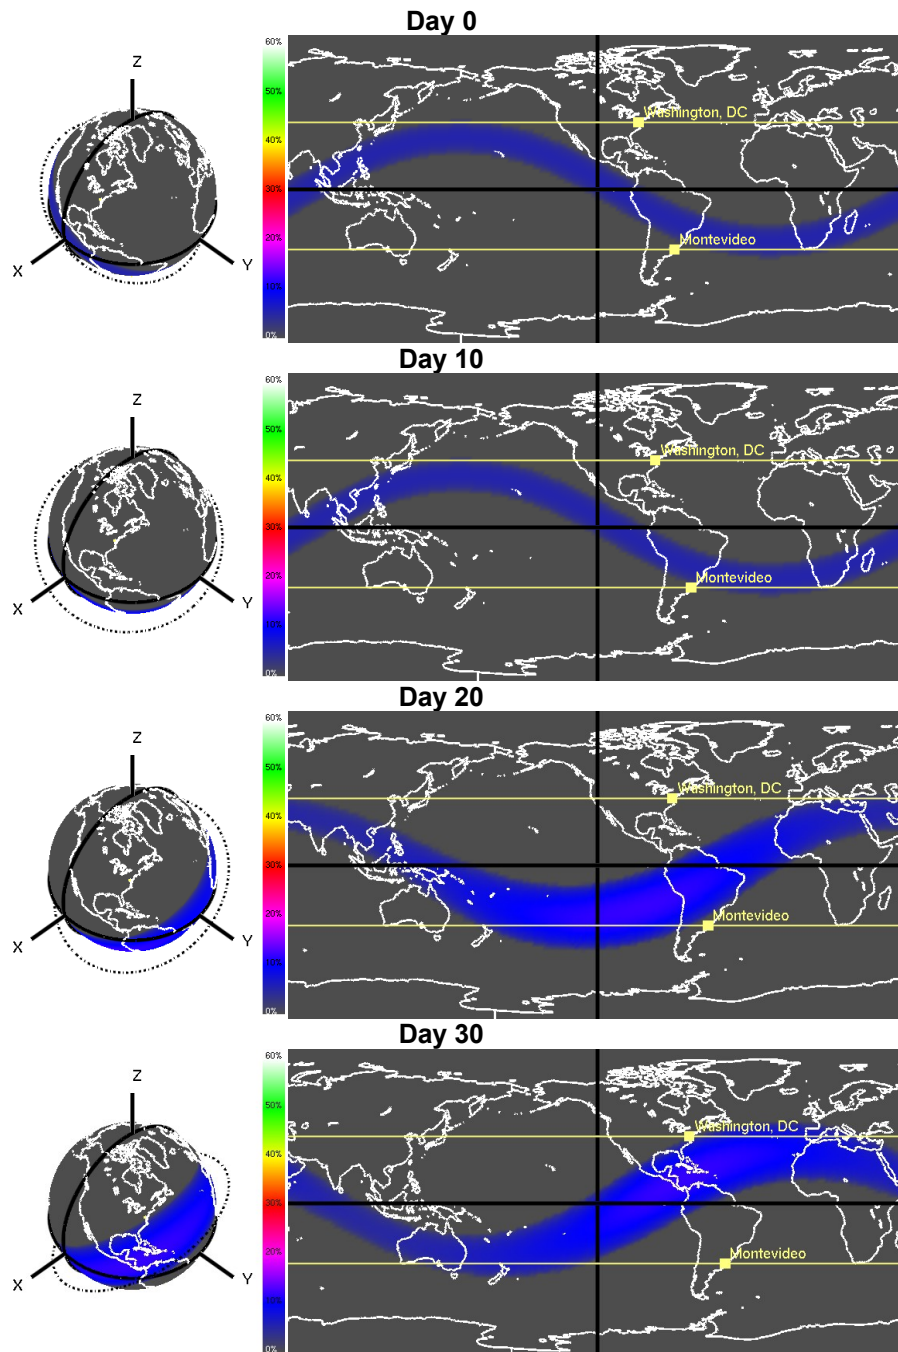 Day 0
Z
X
Y
60%
50%
40%
30%
20%
10%
0%
Washington, DC
Montevideo
Day 10
Z
X
Y
60%
50%
40%
30%
20%
10%
0%
Washington, DC
Montevideo
Day 20
Z
X
Y
60%
50%
40%
30%
20%
10%
0%
Washington, DC
Montevideo
Day 30
Z
X
Y
60%
50%
40%
30%
20%
10%
0%
Washington, DC
Montevideo